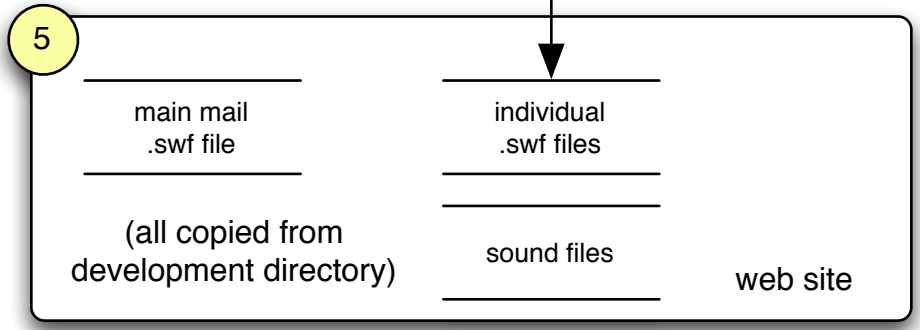 5
main mail
.swf file
individual
.swf files
(all copied from
development directory)
sound files
web site